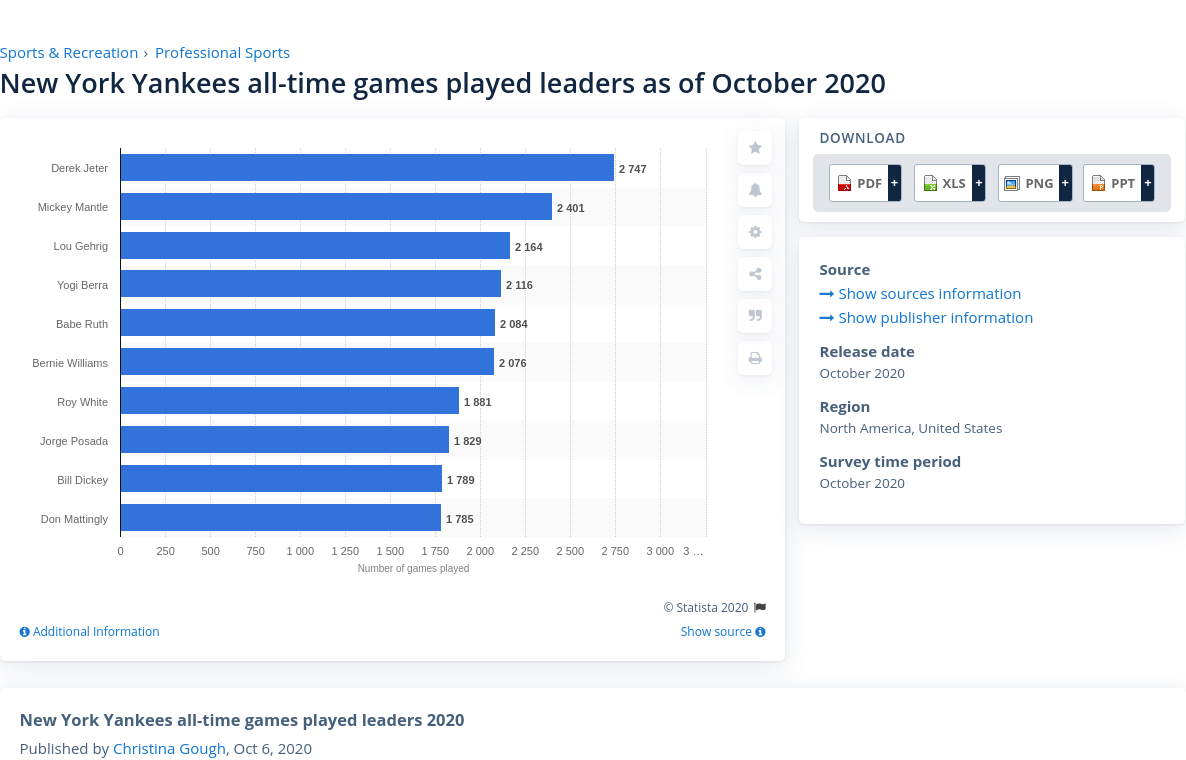 Sports & Recreation › Professional Sports
New York Yankees all-time games played leaders as of October 2020
Derek Jeter 2 747
Mickey Mantle 2 401
Lou Gehrig 2 164
Yogi Berra 2 116
Babe Ruth 2 084
Bernie Williams 2 076
Roy White 1 881
Jorge Posada 1 829
Bill Dickey 1 789
Don Mattingly 1 785
0 250 500 750 1 000 1 250 1 500 1 750 2 000 2 250 2 500 2 750 3 000 3 …
Number of games played
© Statista 2020
Additional Information Show source
DOWNLOAD
PDF + XLS + PNG + PPT +
Source
Show sources information
Show publisher information
Release date
October 2020
Region
North America, United States
Survey time period
October 2020
New York Yankees all-time games played leaders 2020
Published by Christina Gough, Oct 6, 2020